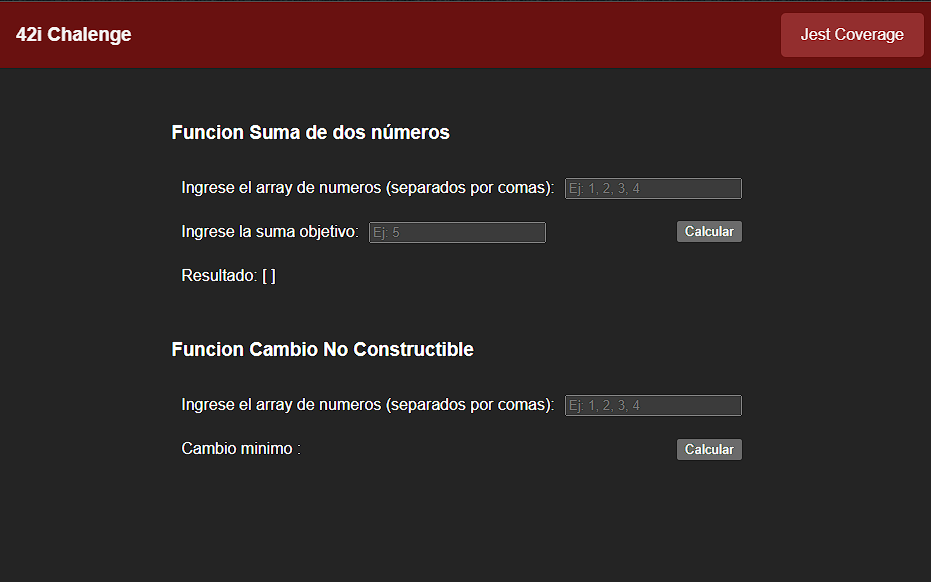 42i Chalenge
Jest Coverage
Funcion Suma de dos números
Ingrese el array de numeros (separados por comas): Ej: 1, 2, 3, 4
Ingrese la suma objetivo: Ej: 5 Calcular
Resultado: [ ]
Funcion Cambio No Constructible
Ingrese el array de numeros (separados por comas): Ej: 1, 2, 3, 4
Cambio minimo : Calcular